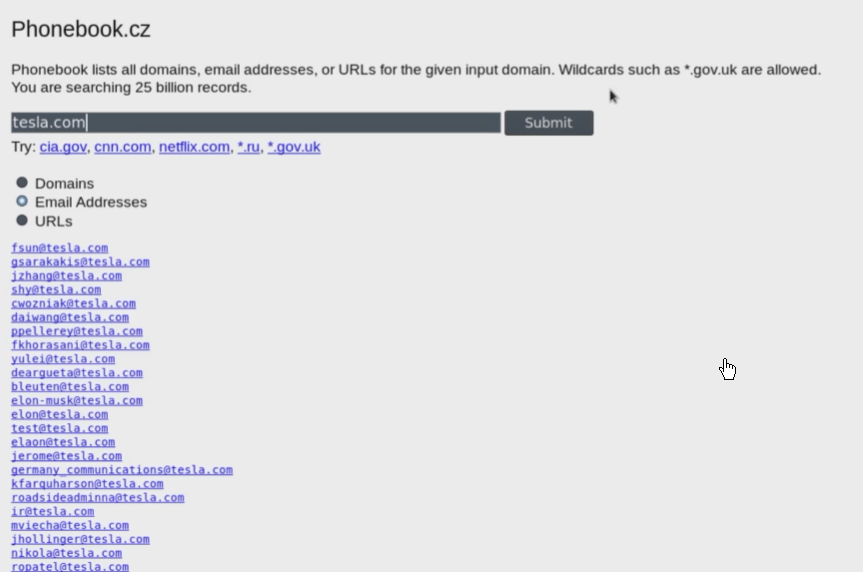 Phonebook.cz
Phonebook lists all domains, email addresses, or URLs for the given input domain. Wildcards such as *.gov.uk are allowed.
You are searching 25 billion records.
tesla.com
Submit
Try: cia.gov, cnn.com, netflix.com, *.ru, *.gov.uk
Domains
Email Addresses
URLs
fsun@tesla.com
gsarakakis@tesla.com
jzhang@tesla.com
shy@tesla.com
cwozniak@tesla.com
daiwang@tesla.com
ppellerey@tesla.com
fkhorasani@tesla.com
yulei@tesla.com
deargueta@tesla.com
bleuten@tesla.com
elon-musk@tesla.com
elon@tesla.com
test@tesla.com
elaon@tesla.com
jerome@tesla.com
germany_communications@tesla.com
kfarquharson@tesla.com
roadsideadminna@tesla.com
ir@tesla.com
mviecha@tesla.com
jhollinger@tesla.com
nikola@tesla.com
ropatel@tesla.com